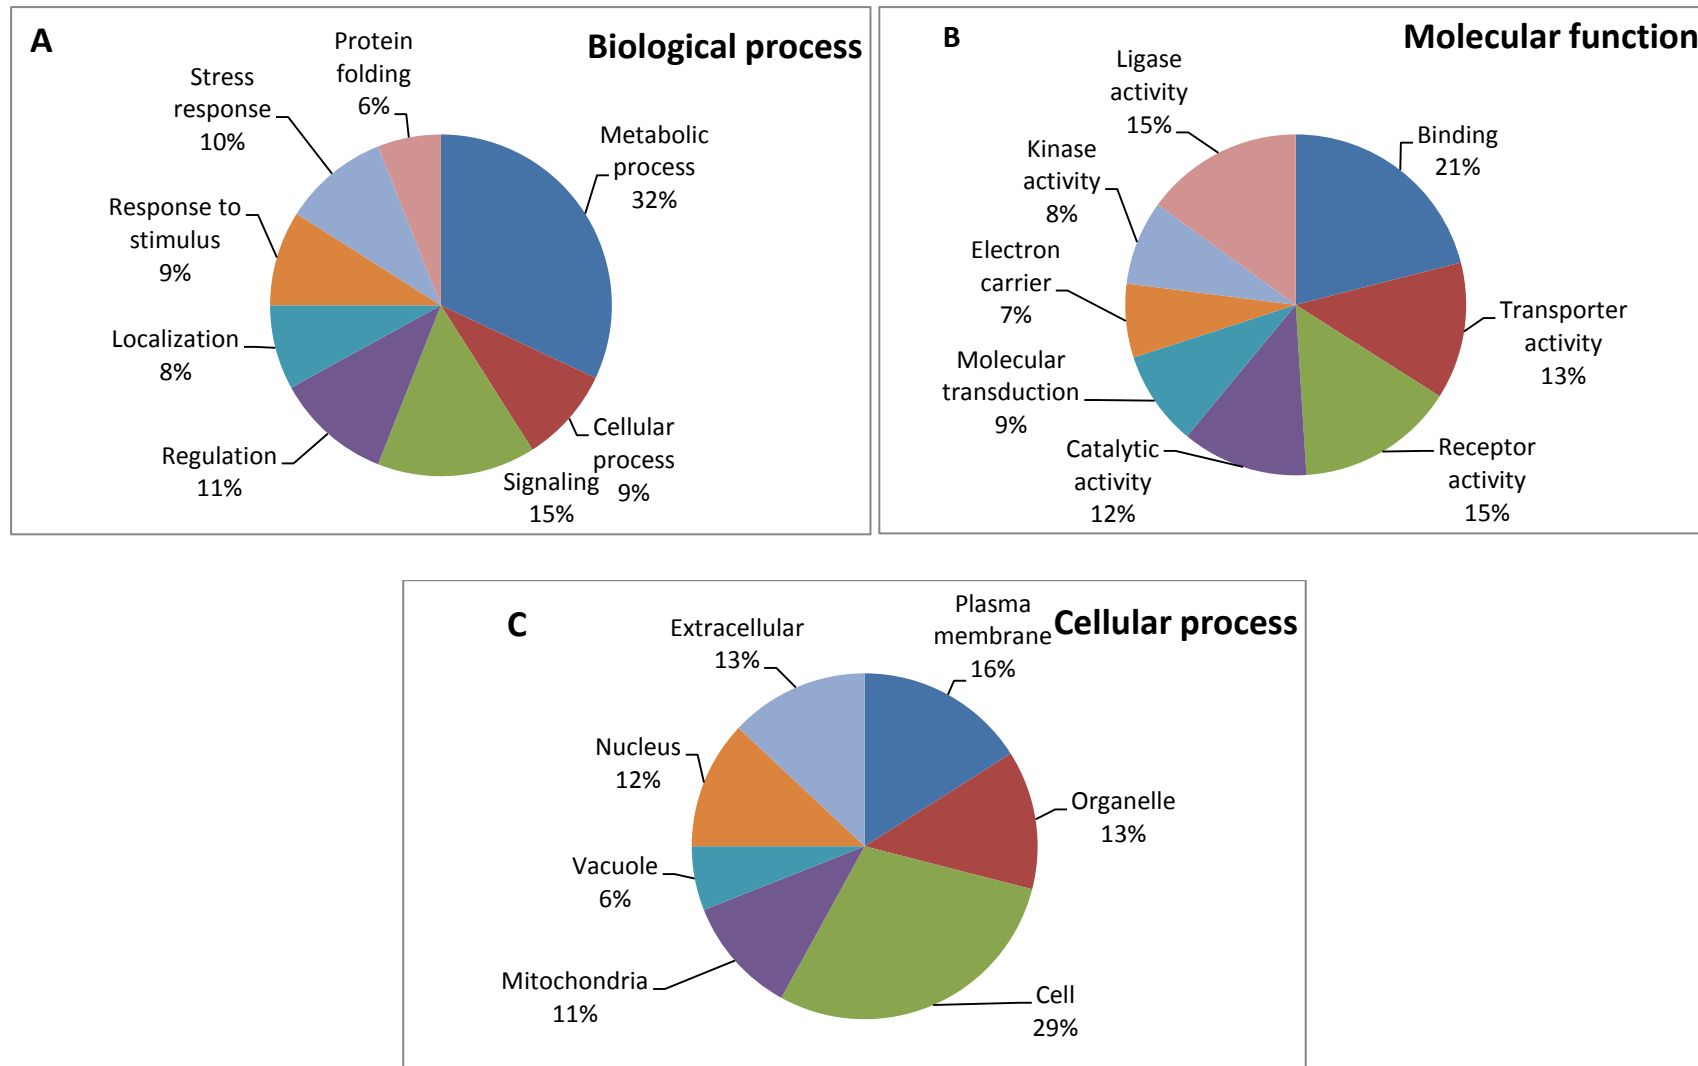 A
Biological process
Protein
folding
6%
Stress
response
10%
Metabolic
process
32%
Response to
stimulus
9%
Localization
8%
Regulation
11%
Cellular
process
9%
Signaling
15%
B
Molecular function
Ligase
activity
15%
Binding
21%
Kinase
activity
8%
Electron
carrier
7%
Transporter
activity
13%
Molecular
transduction
9%
Catalytic
activity
12%
Receptor
activity
15%
C
Cellular process
Plasma
membrane
16%
Extracellular
13%
Nucleus
12%
Organelle
13%
Vacuole
6%
Mitochondria
11%
Cell
29%